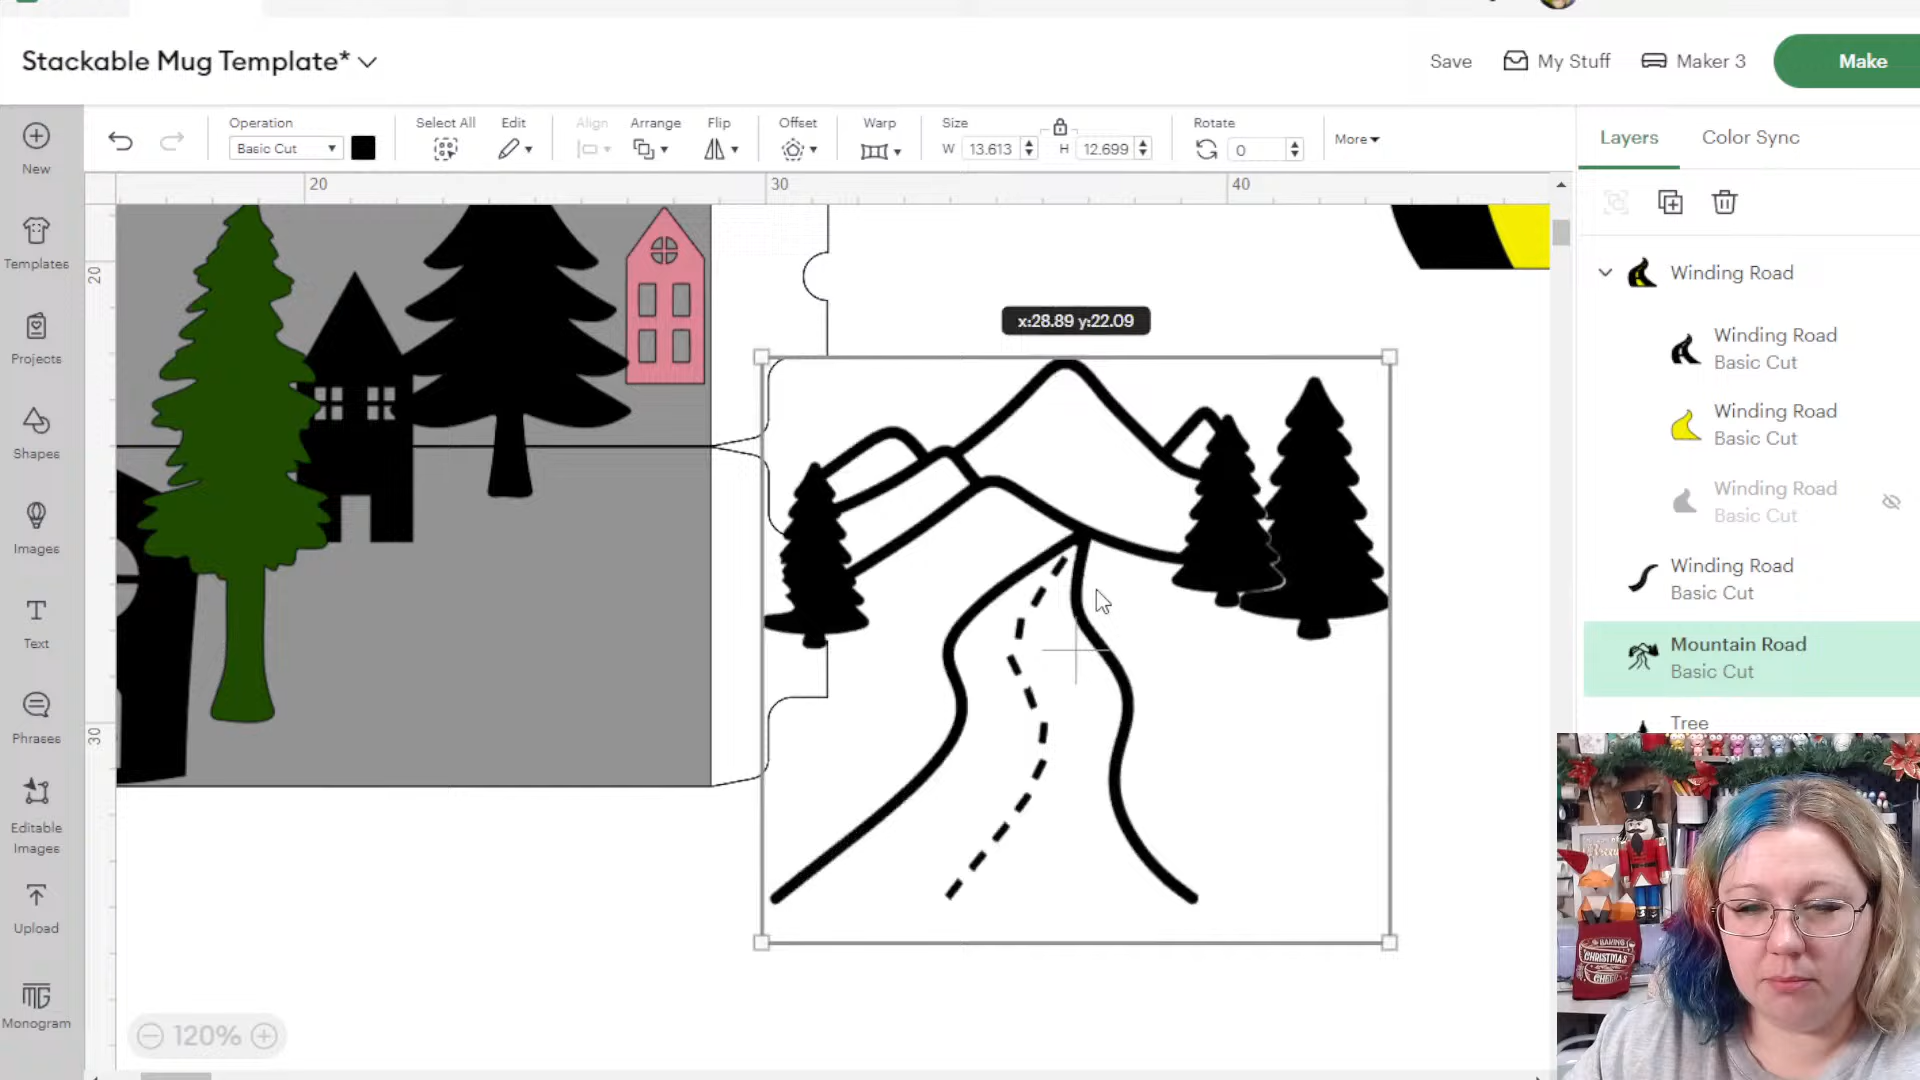 Stackable Mug Template*
Save
My Stuff
Maker 3
Make
Operation
Basic Cut
Select All
Edit
Align
Arrange
Flip
Offset
Warp
Size
W 13.613
H 12.699
Rotate
0
More
Layers
Color Sync
New
Templates
Projects
Shapes
Images
Text
Phrases
Editable
Images
Upload
Monogram
20
30
40
20
30
x:28.89 y:22.09
Winding Road
Winding Road
Basic Cut
Winding Road
Basic Cut
Winding Road
Basic Cut
Winding Road
Basic Cut
Mountain Road
Basic Cut
Tree
120%
BAKING
CHRISTMAS
CHEER